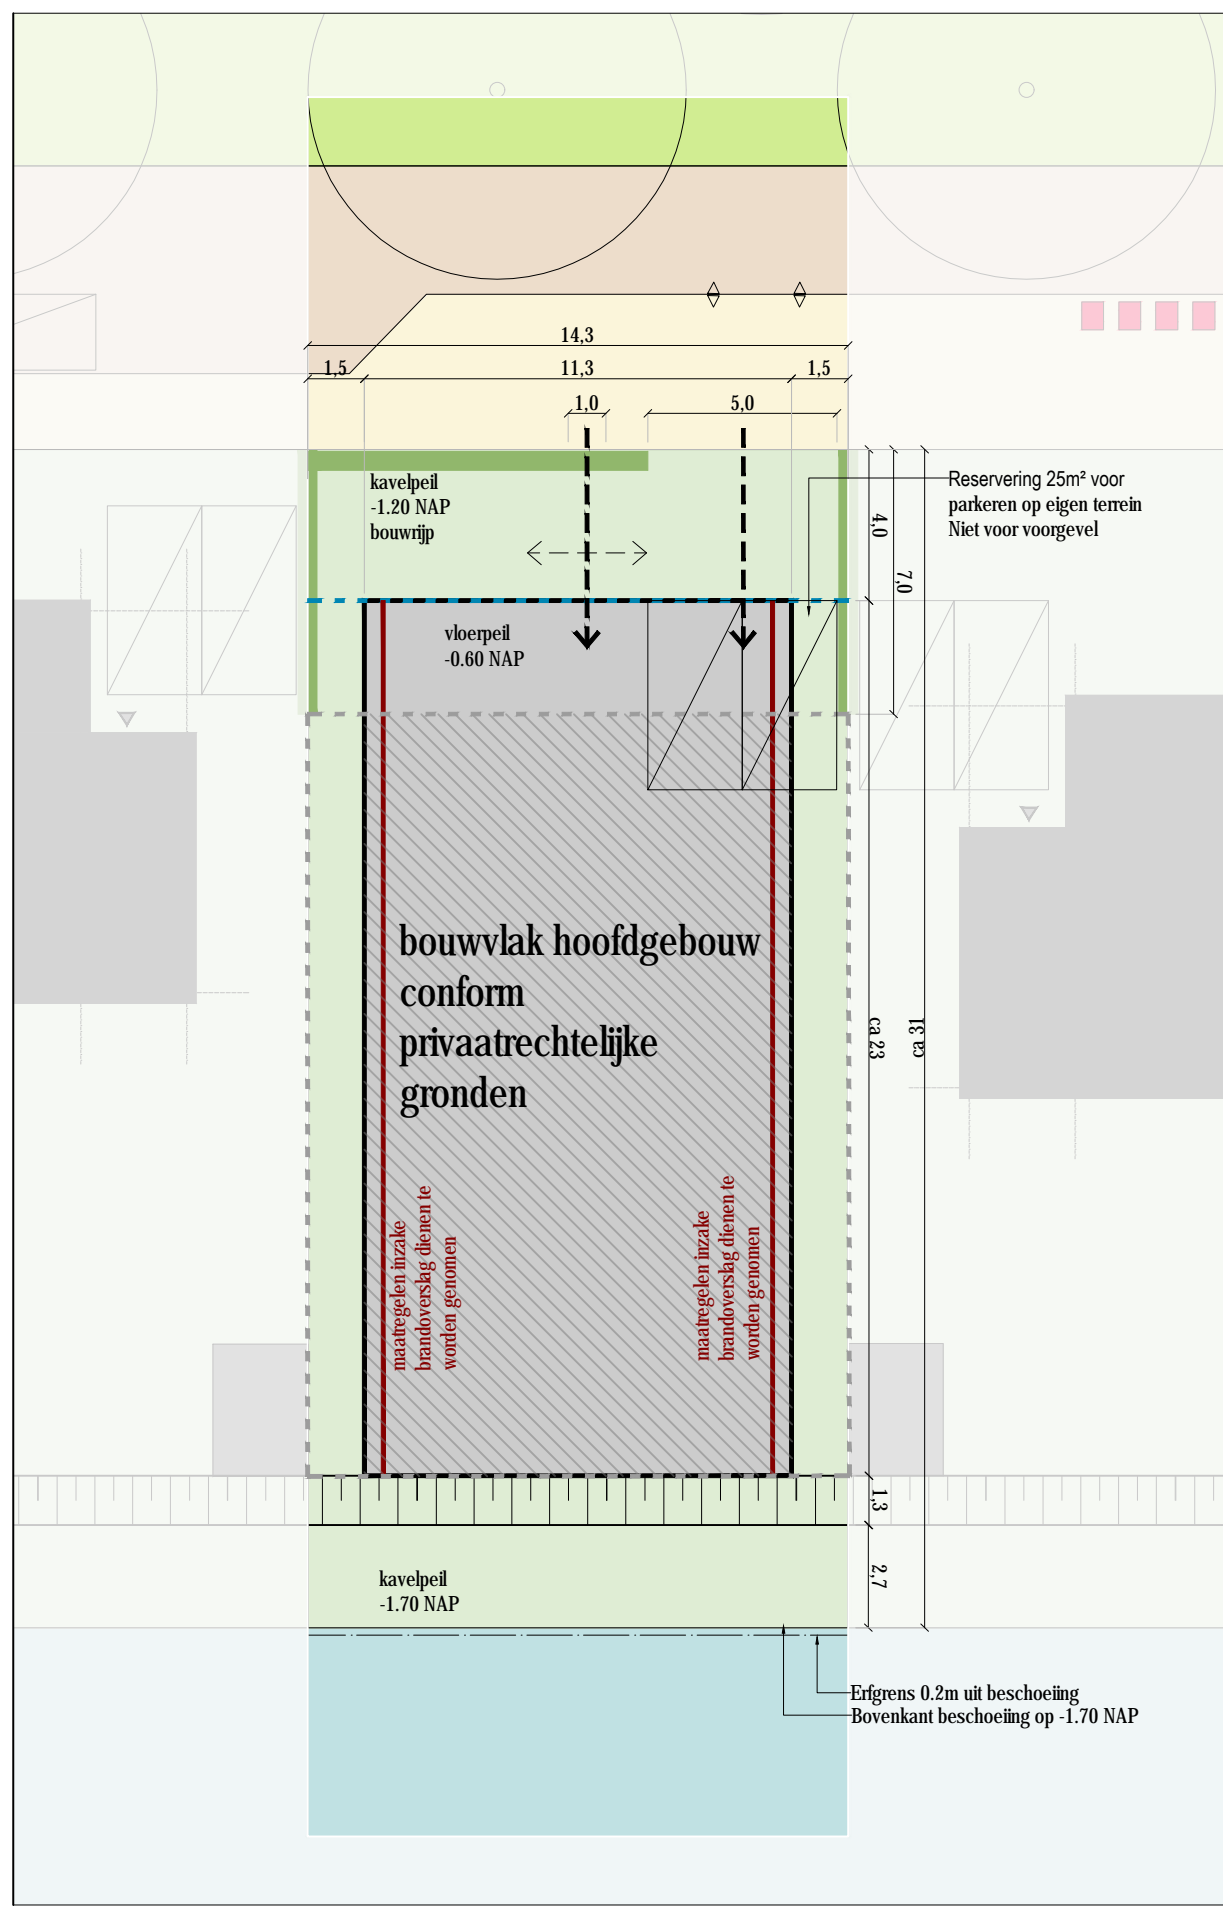 14,3
1,5
11,3
1,5
1,0
5,0
kavelpeil
-1.20 NAP
bouwrijp
Reservering 25m² voor
parkeren op eigen terrein
Niet voor voorgevel
4,0
7,0
vloerpeil
-0.60 NAP
bouwvlak hoofdgebouw
conform
privaatrechtelijke
gronden
ca 23
ca 31
maatregelen inzake
brandoverslag dienen te
worden genomen
maatregelen inzake
brandoverslag dienen te
worden genomen
1,3
2,7
kavelpeil
-1.70 NAP
Erfgrens 0.2m uit beschoeiing
Bovenkant beschoeiing op -1.70 NAP